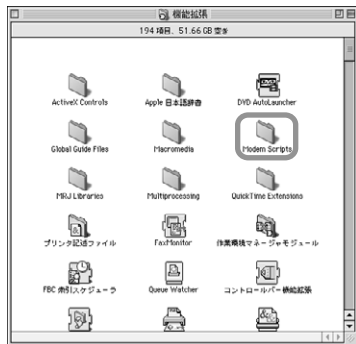 機能拡張
194 項目、51.66 GB 空き
ActiveX Controls
Apple 日本語辞書
DVD AutoLauncher
Global Guide Files
Macromedia
Modem Scripts
MRJ Libraries
Multiprocessing
QuickTime Extensions
プリンタ記述ファイル
FaxMonitor
作業環境マネージャモジュール
FBC 索引スケジューラ
Queue Watcher
コントロールバー機能拡張